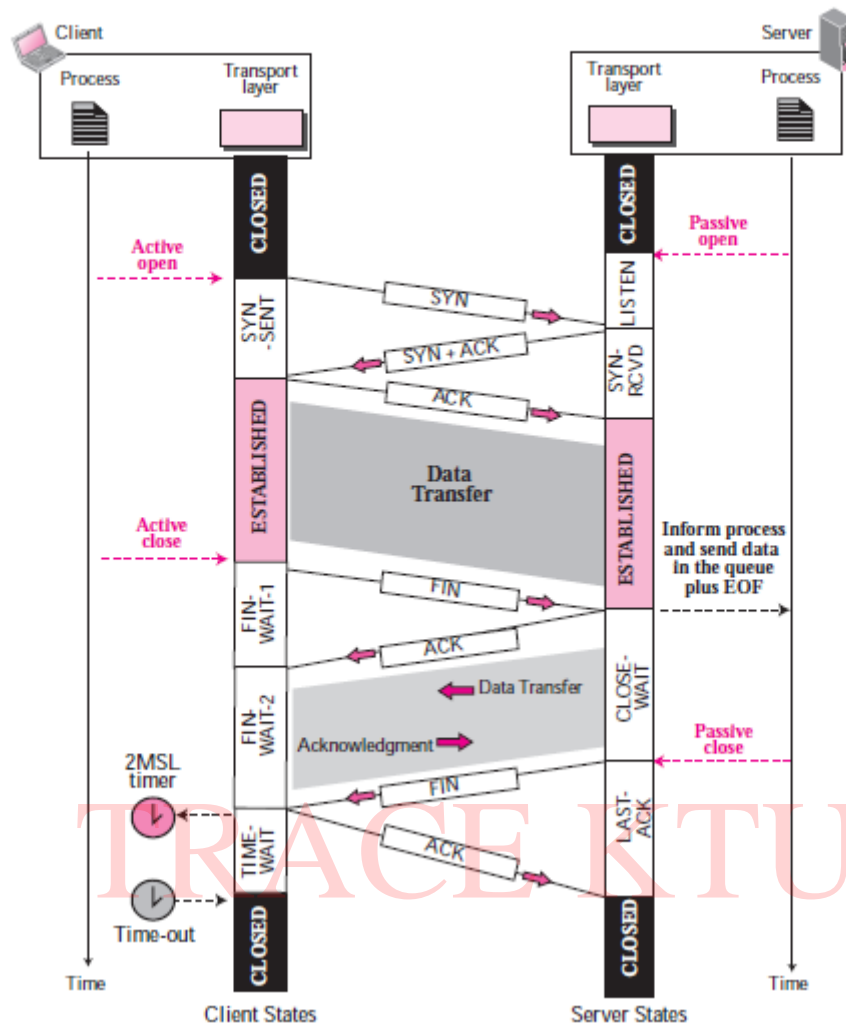 Client
Server
Process
Transport
layer
Transport
layer
Process
CLOSED
CLOSED
Active
open
Passive
open
SYN
LISTEN
SYN
-SENT
SYN + ACK
SYN-
RCVD
ACK
ESTABLISHED
Data
Transfer
ESTABLISHED
Active
close
Inform process
and send data
in the queue
plus EOF
FIN
FIN-
WAIT-1
ACK
CLOSE-
WAIT
Data Transfer
FIN-
WAIT-2
Acknowledgment
Passive
close
2MSL
timer
FIN
LAST-
ACK
TIME-
WAIT
ACK
TRACE KTU
Time-out
CLOSED
CLOSED
Time
Time
Client States
Server States